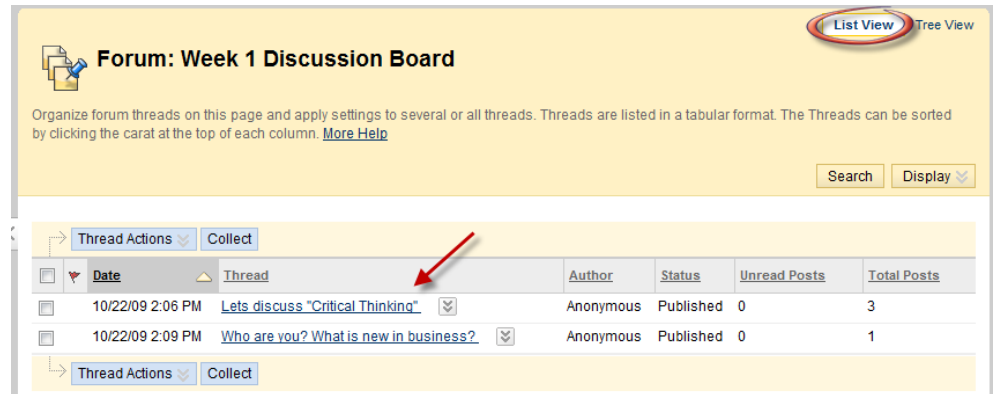 List View Tree View
Forum: Week 1 Discussion Board
Organize forum threads on this page and apply settings to several or all threads. Threads are listed in a tabular format. The Threads can be sorted
by clicking the carat at the top of each column. More Help
Search Display
Thread Actions Collect
Date Thread Author Status Unread Posts Total Posts
10/22/09 2:06 PM Lets discuss "Critical Thinking" Anonymous Published 0 3
10/22/09 2:09 PM Who are you? What is new in business? Anonymous Published 0 1
Thread Actions Collect